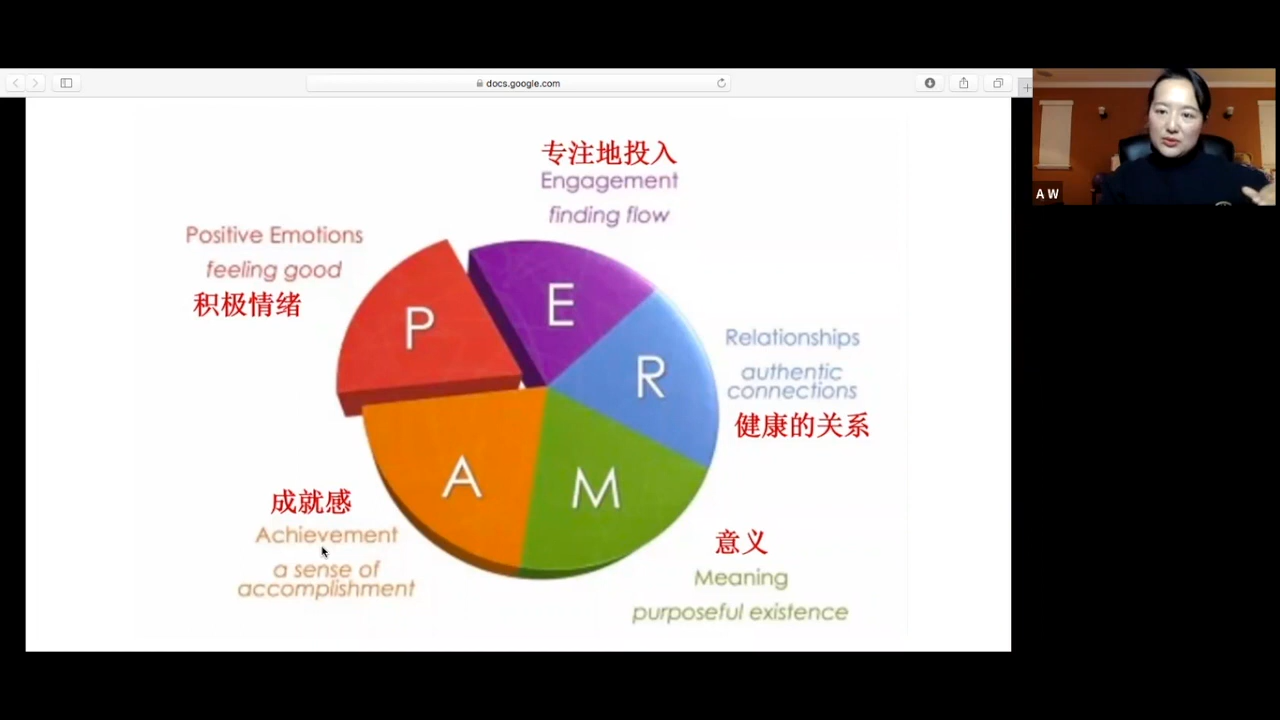 docs.google.com
A W
专注地投入
Engagement
finding flow
Positive Emotions
feeling good
积极情绪
P
E
R
Relationships
authentic
connections
健康的关系
A
M
成就感
Achievement
a sense of
accomplishment
意义
Meaning
purposeful existence